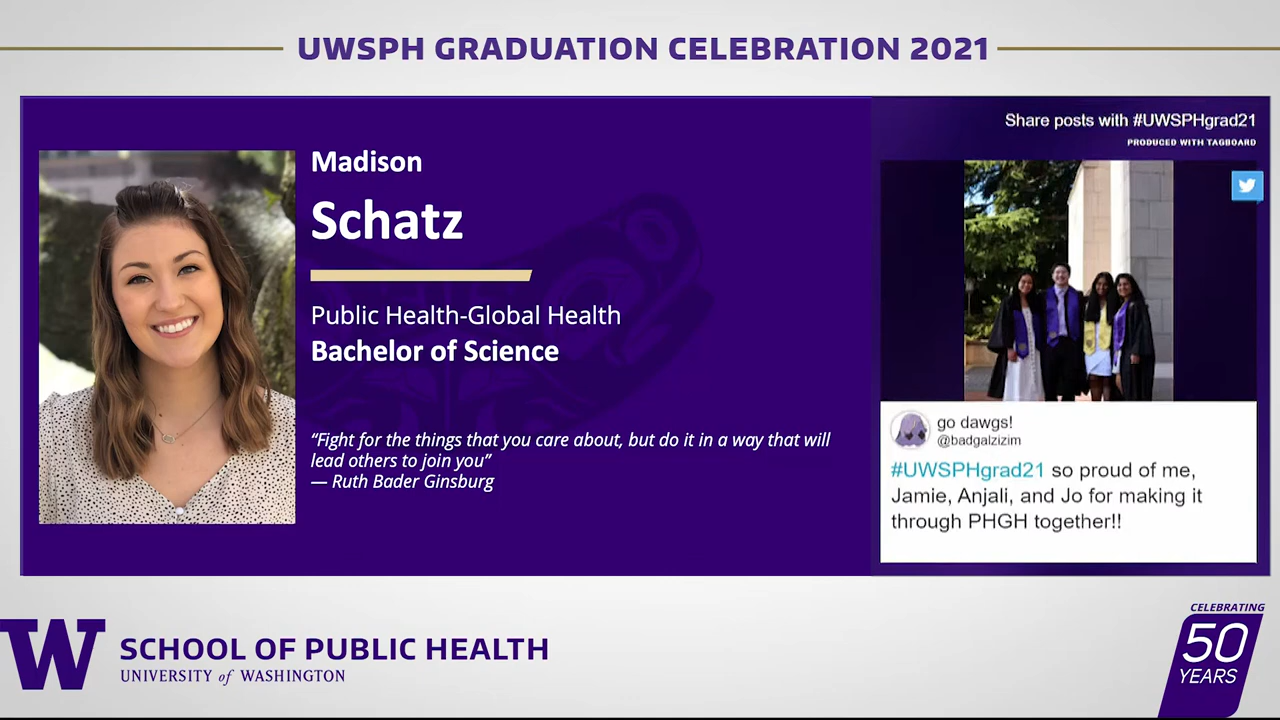 UWSPH GRADUATION CELEBRATION 2021
Madison
Schatz
Public Health-Global Health
Bachelor of Science
“Fight for the things that you care about, but do it in a way that will
lead others to join you”
— Ruth Bader Ginsburg
Share posts with #UWSPHgrad21
PRODUCED WITH TAGBOARD
go dawgs!
@badgalzizim
#UWSPHgrad21 so proud of me,
Jamie, Anjali, and Jo for making it
through PHGH together!!
W
SCHOOL OF PUBLIC HEALTH
UNIVERSITY of WASHINGTON
CELEBRATING
50
YEARS